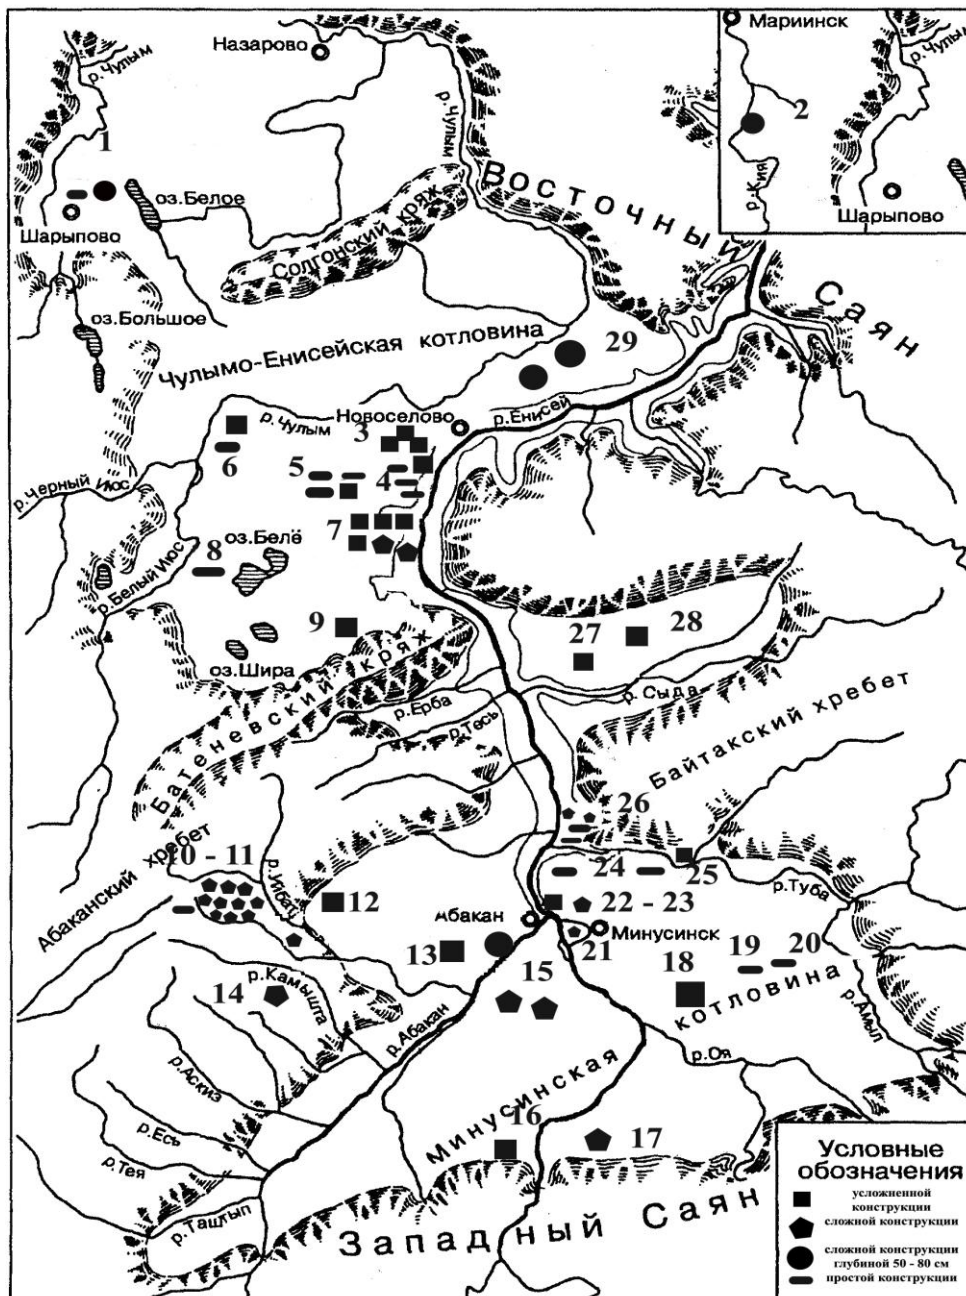 Назарово
Мариинск
р.Чулым
р.Чулым
р.Чулым
1
2
р.Кия
Шарыпово
Восточный Саян
оз.Белое
Шарыпово
Солгонский кряж
оз.Большое
Чулымо-Енисейская котловина
29
р.Чулым
Новоселово
р.Енисей
3
6
5
4
р.Черный Июс
7
оз.Белё
8
р.Белый Июс
9
27
28
оз.Шира
Батеневский кряж
р.Ерба
р.Тесь
р.Сыда
Байтакский хребет
26
Абаканский хребет
10 - 11
р.Уйбат
12
24
25
р.Туба
22 - 23
Абакан
Минусинск
21
13
15
18
19
20
14
р.Камышта
р.Абакан
р.Амыл
Минусинская котловина
р.Оя
р.Аскиз
р.Есь
р.Тея
16
17
р.Таштып
Западный Саян
Условные
обозначения
усложненной
конструкции
сложной конструкции
сложной конструкции
глубиной 50 - 80 см
простой конструкции